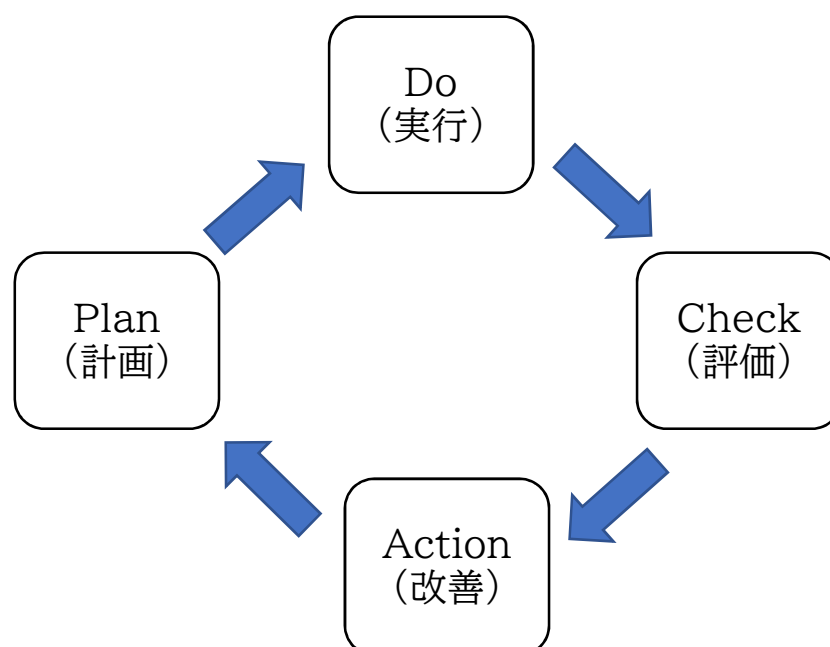 Do
（実行）
Plan
（計画）
Check
（評価）
Action
（改善）